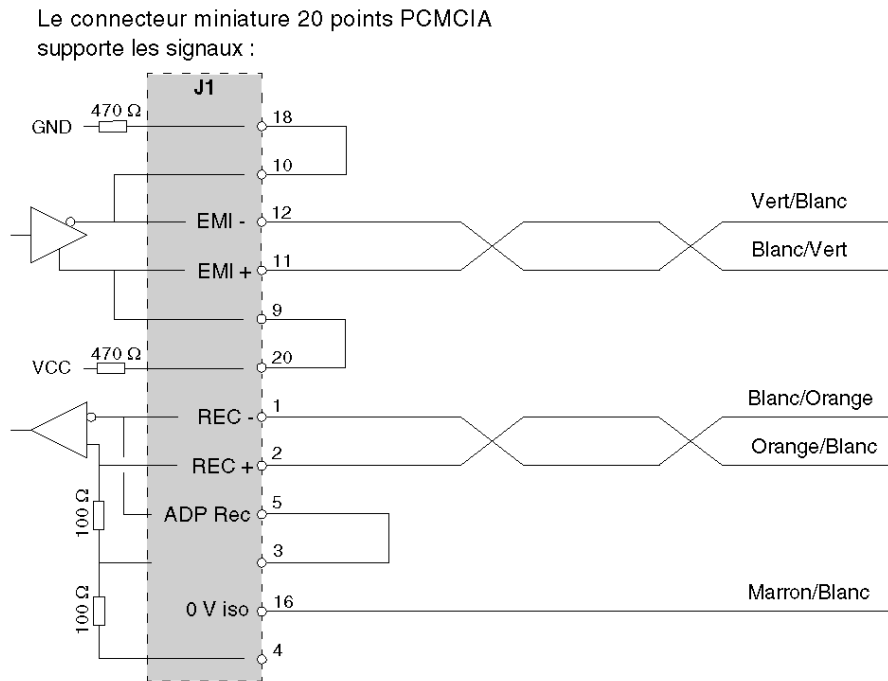 Le connecteur miniature 20 points PCMCIA
supporte les signaux :
J1
470 Ω
GND
18
10
EMI -
12
Vert/Blanc
EMI +
11
Blanc/Vert
9
470 Ω
VCC
20
REC -
1
Blanc/Orange
REC +
2
Orange/Blanc
100 Ω
ADP Rec
5
3
100 Ω
0 V iso
16
Marron/Blanc
4